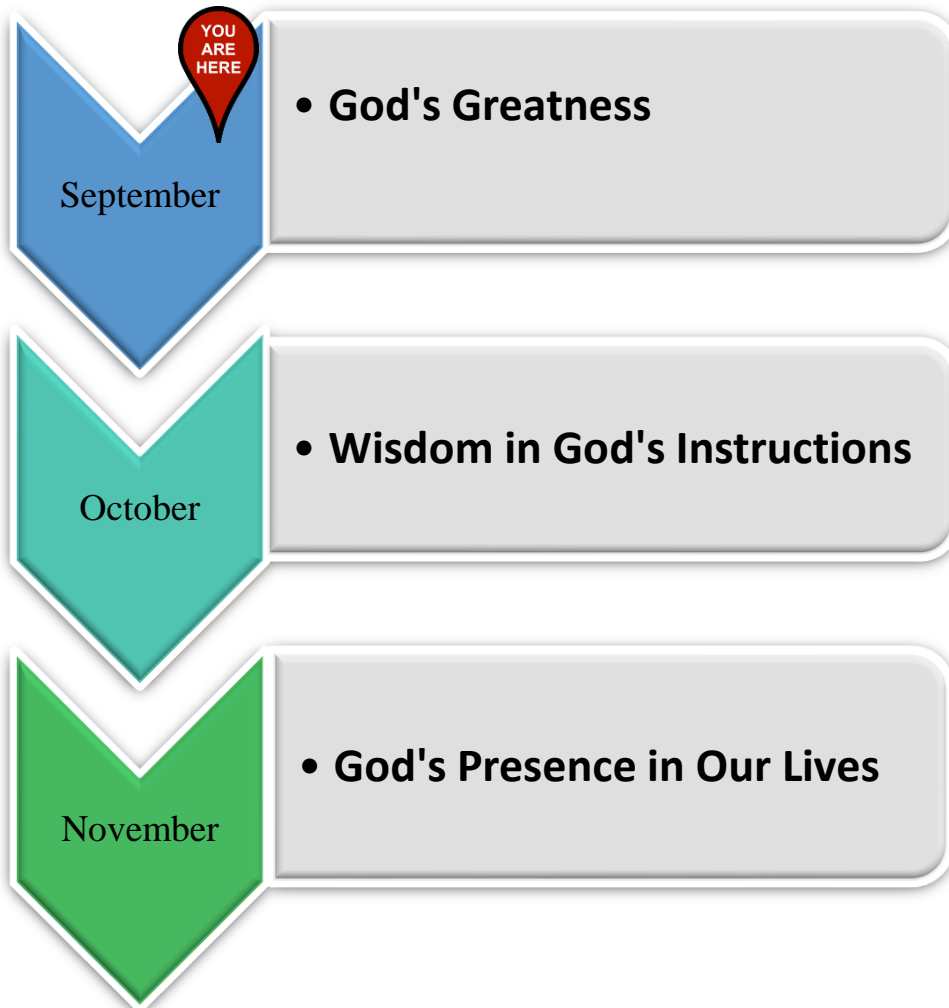 YOU
ARE
HERE
• God's Greatness
September
• Wisdom in God's Instructions
October
• God's Presence in Our Lives
November